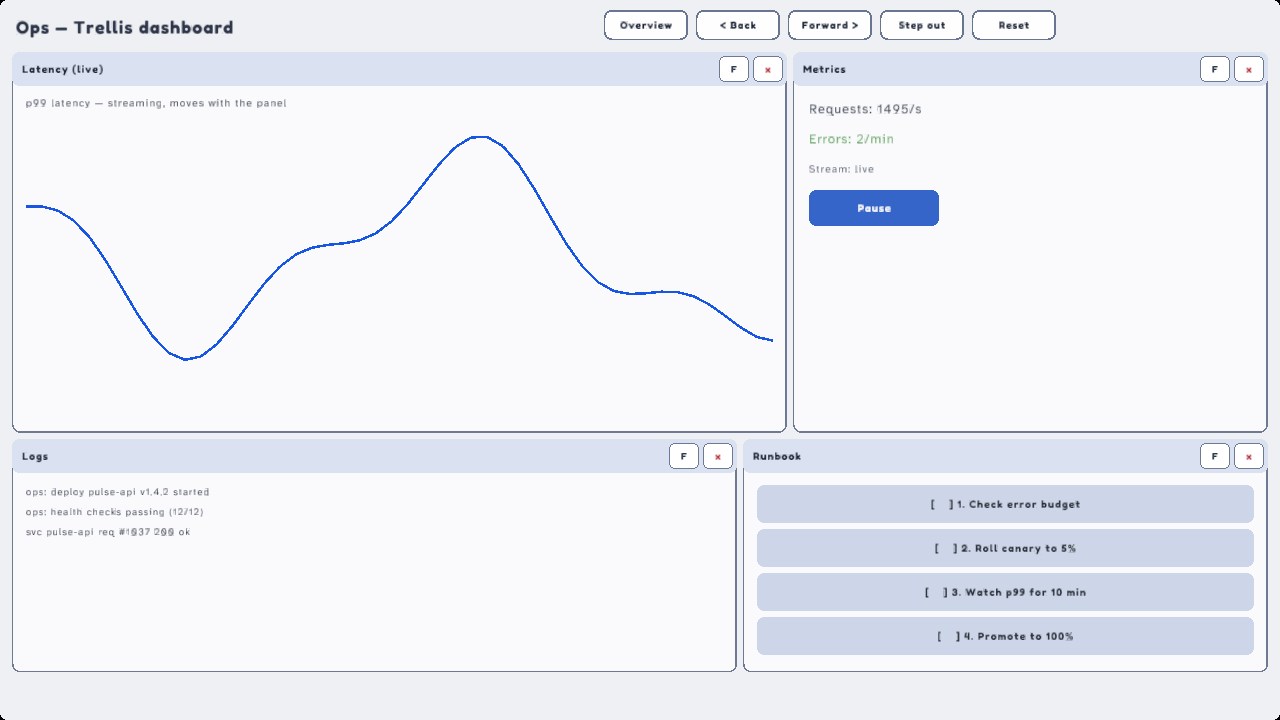 Ops — Trellis dashboard
Overview
< Back
Forward >
Step out
Reset
Latency (live)
F
×
Metrics
F
×
p99 latency — streaming, moves with the panel
Requests: 1495/s
Errors: 2/min
Stream: live
Pause
Logs
F
×
Runbook
F
×
ops: deploy pulse-api v1.4.2 started
ops: health checks passing (12/12)
svc pulse-api req #1037 200 ok
[ ] 1. Check error budget
[ ] 2. Roll canary to 5%
[ ] 3. Watch p99 for 10 min
[ ] 4. Promote to 100%